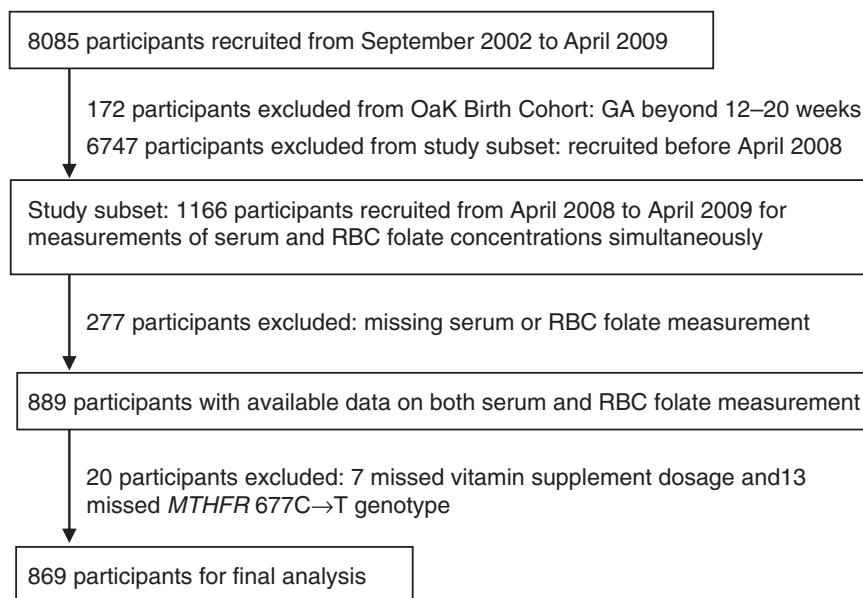 8085 participants recruited from September 2002 to April 2009
172 participants excluded from OaK Birth Cohort: GA beyond 12–20 weeks
6747 participants excluded from study subset: recruited before April 2008
Study subset: 1166 participants recruited from April 2008 to April 2009 for
measurements of serum and RBC folate concentrations simultaneously
277 participants excluded: missing serum or RBC folate measurement
889 participants with available data on both serum and RBC folate measurement
20 participants excluded: 7 missed vitamin supplement dosage and13
missed MTHFR 677C→T genotype
869 participants for final analysis